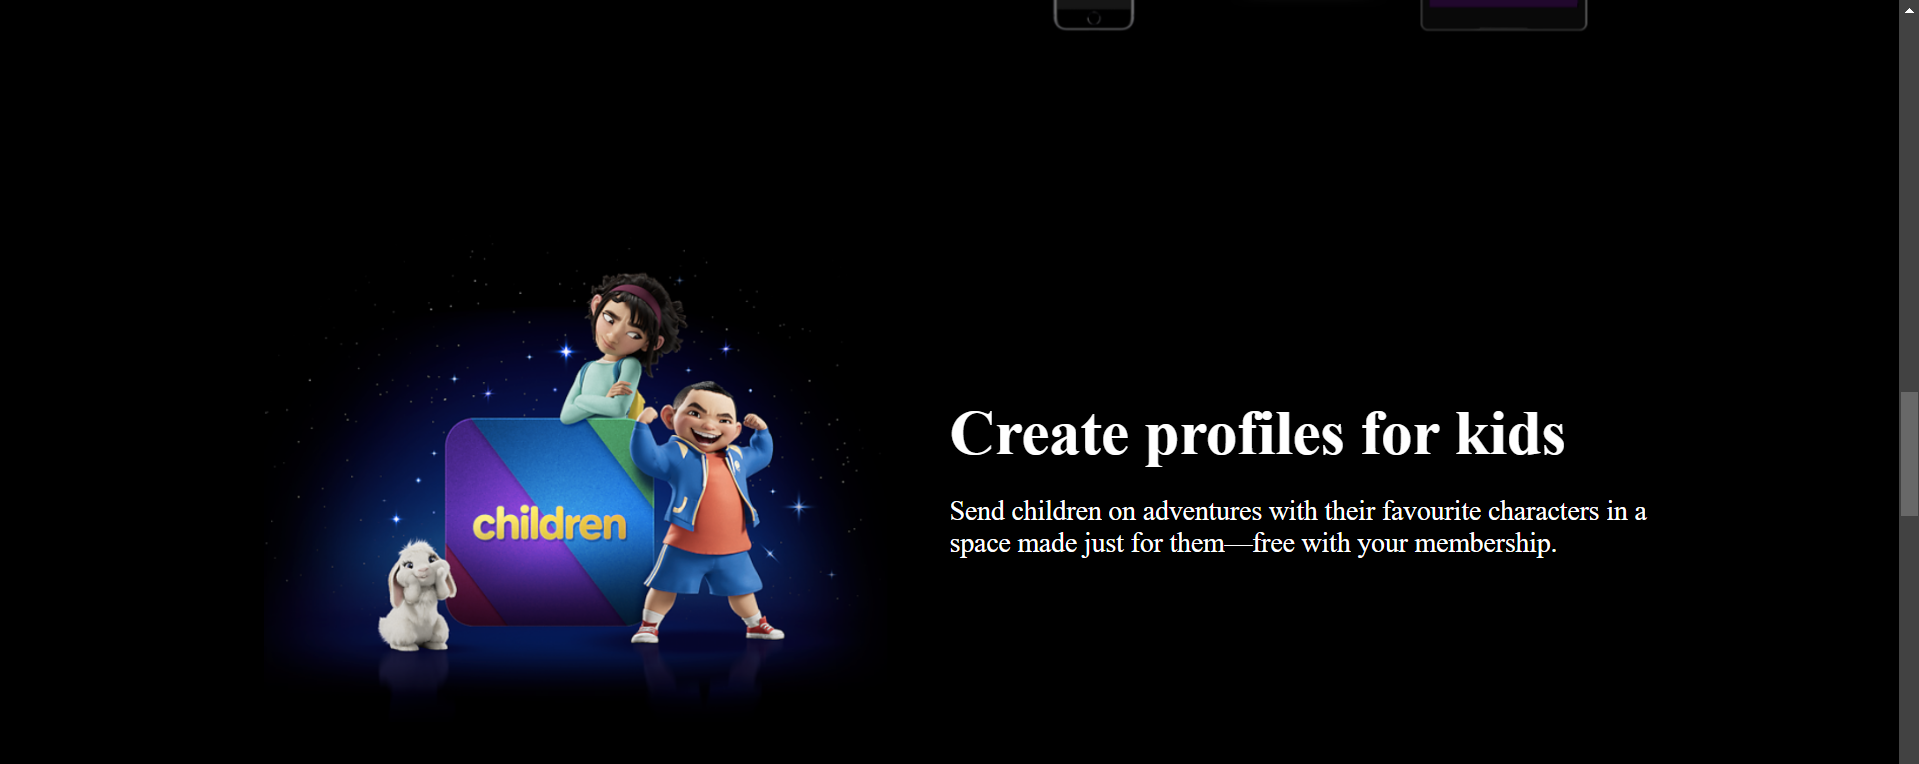 children
Create profiles for kids
Send children on adventures with their favourite characters in a
space made just for them—free with your membership.